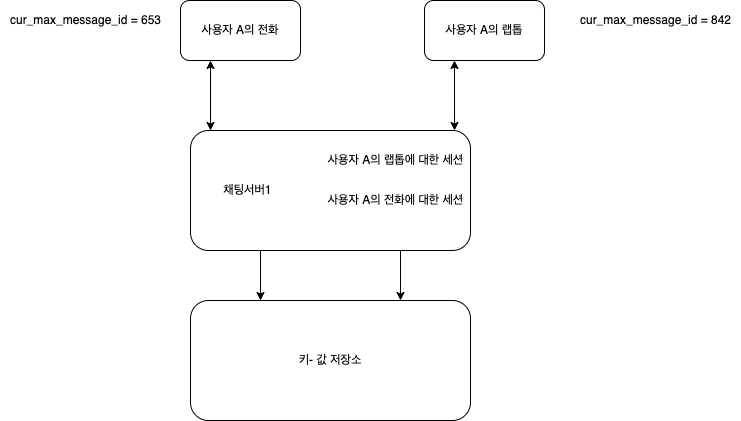 cur_max_message_id = 653
사용자 A의 전화
사용자 A의 랩톱
cur_max_message_id = 842
사용자 A의 랩톱에 대한 세션
채팅서버1
사용자 A의 전화에 대한 세션
키- 값 저장소